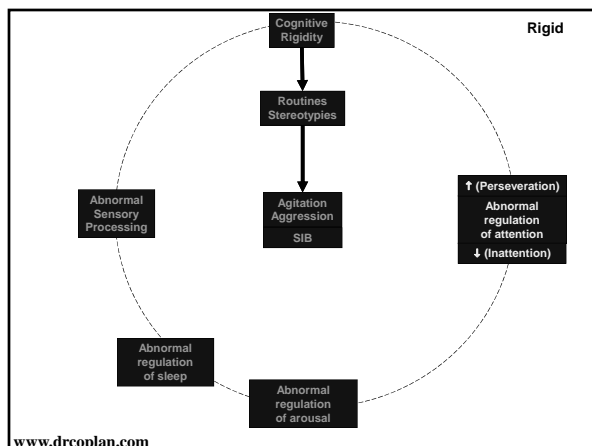 Rigid
Cognitive
Rigidity
Routines
Stereotypies
Agitation
Aggression
SIB
Abnormal
Sensory
Processing
↑ (Perseveration)
Abnormal
regulation
of attention
↓ (Inattention)
Abnormal
regulation
of sleep
Abnormal
regulation
of arousal
www.drcoplan.com